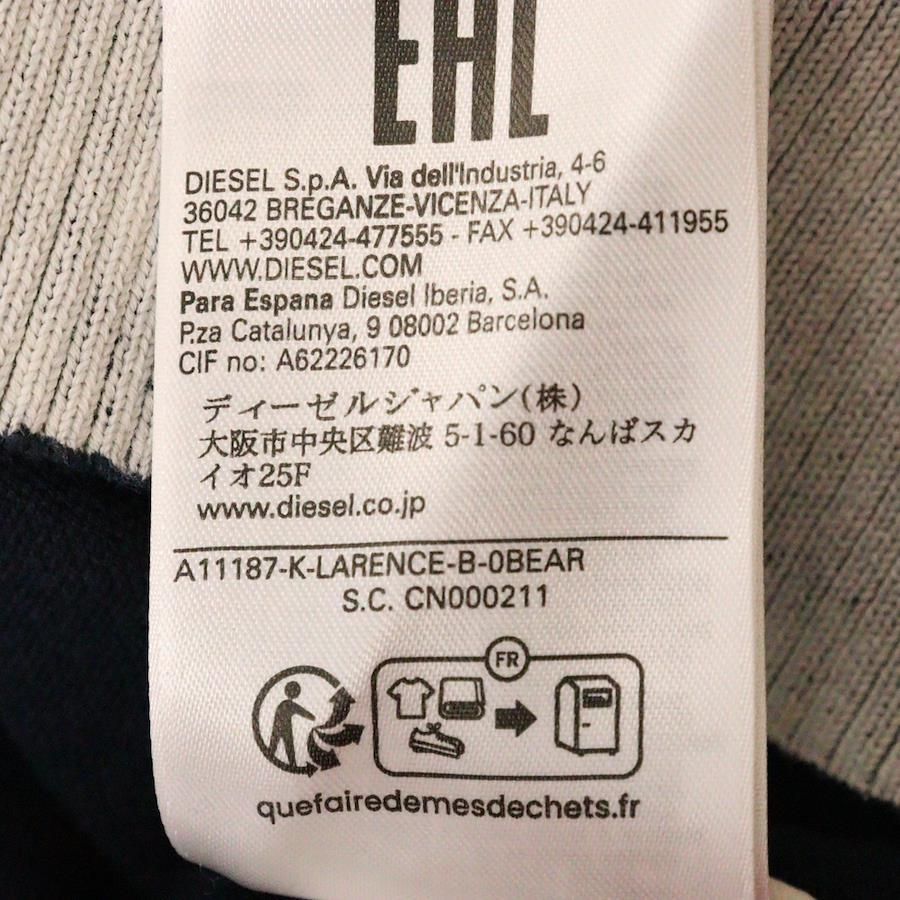 EAC
DIESEL S.p.A. Via dell'Industria, 4-6
36042 BREGANZE-VICENZA-ITALY
TEL +390424-477555 - FAX +390424-411955
WWW.DIESEL.COM
Para Espana Diesel Iberia, S.A.
P.za Catalunya, 9 08002 Barcelona
CIF no: A62226170
ディーゼルジャパン(株)
大阪市中央区難波 5-1-60 なんばスカ
イオ25F
www.diesel.co.jp
A11187-K-LARENCE-B-0BEAR
S.C. CN000211
FR
quefairedemesdechets.fr